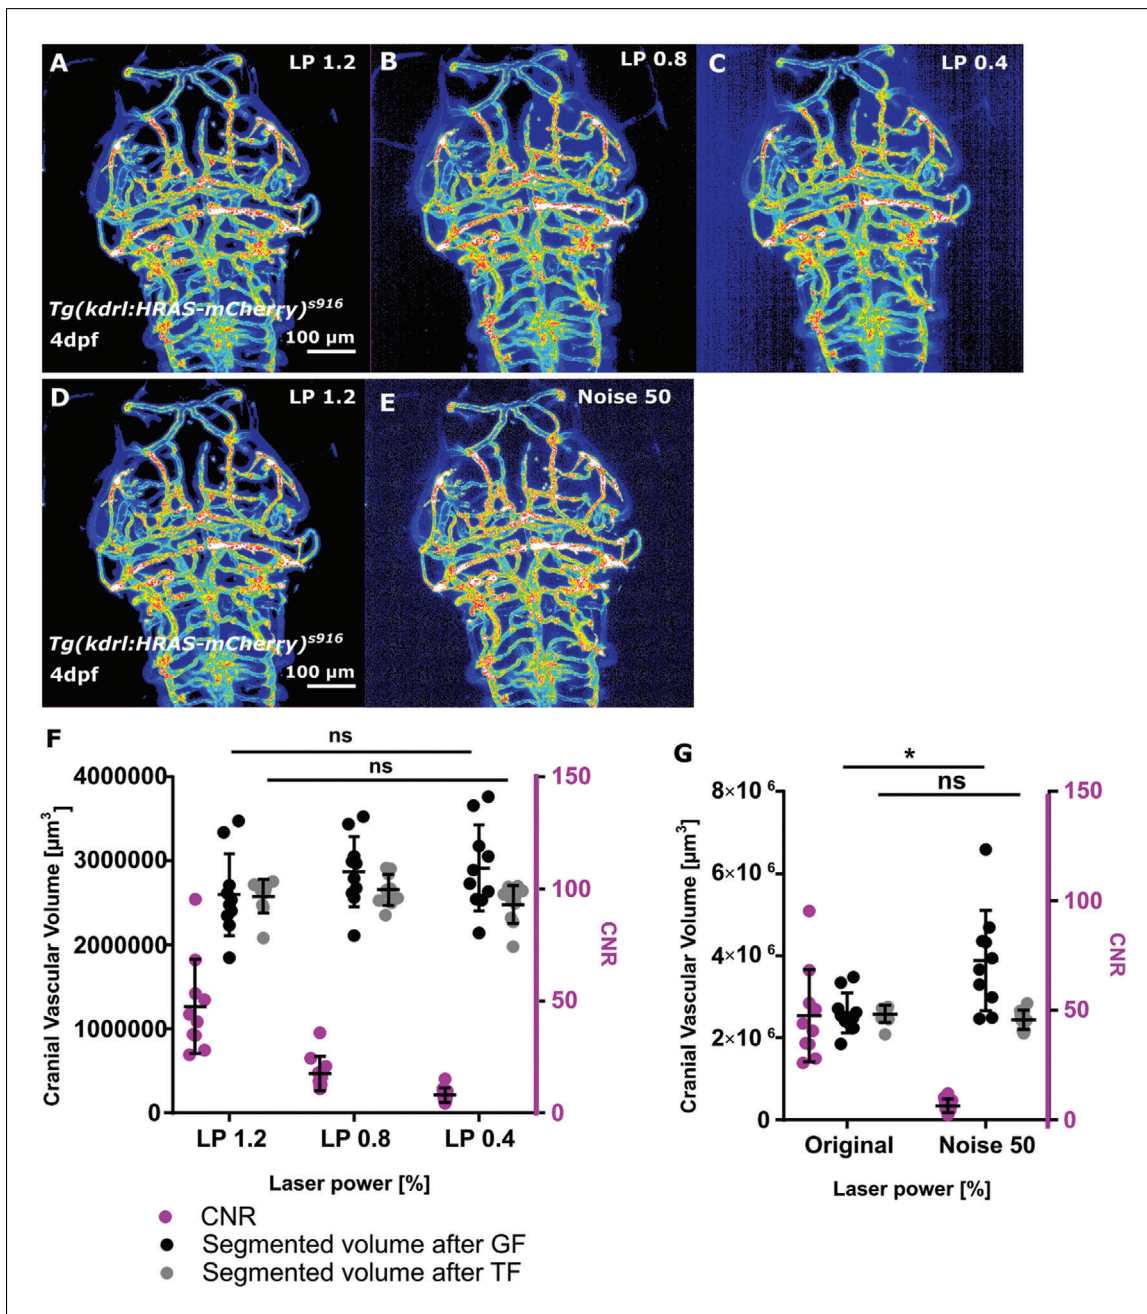 A LP 1.2
B LP 0.8
C LP 0.4
Tg(kdrl:HRAS-mCherry)s916
4dpf 100 µm
D LP 1.2
E Noise 50
Tg(kdrl:HRAS-mCherry)s916
4dpf 100 µm
F
ns
ns
4000000
3000000
2000000
1000000
0
Cranial Vascular Volume [µm³]
150
100
50
0
CNR
LP 1.2 LP 0.8 LP 0.4
Laser power [%]
G
*
ns
8× 10 6
6× 10 6
4× 10 6
2× 10 6
0
Cranial Vascular Volume [µm³]
150
100
50
0
CNR
Original Noise 50
Laser power [%]
CNR
Segmented volume after GF
Segmented volume after TF